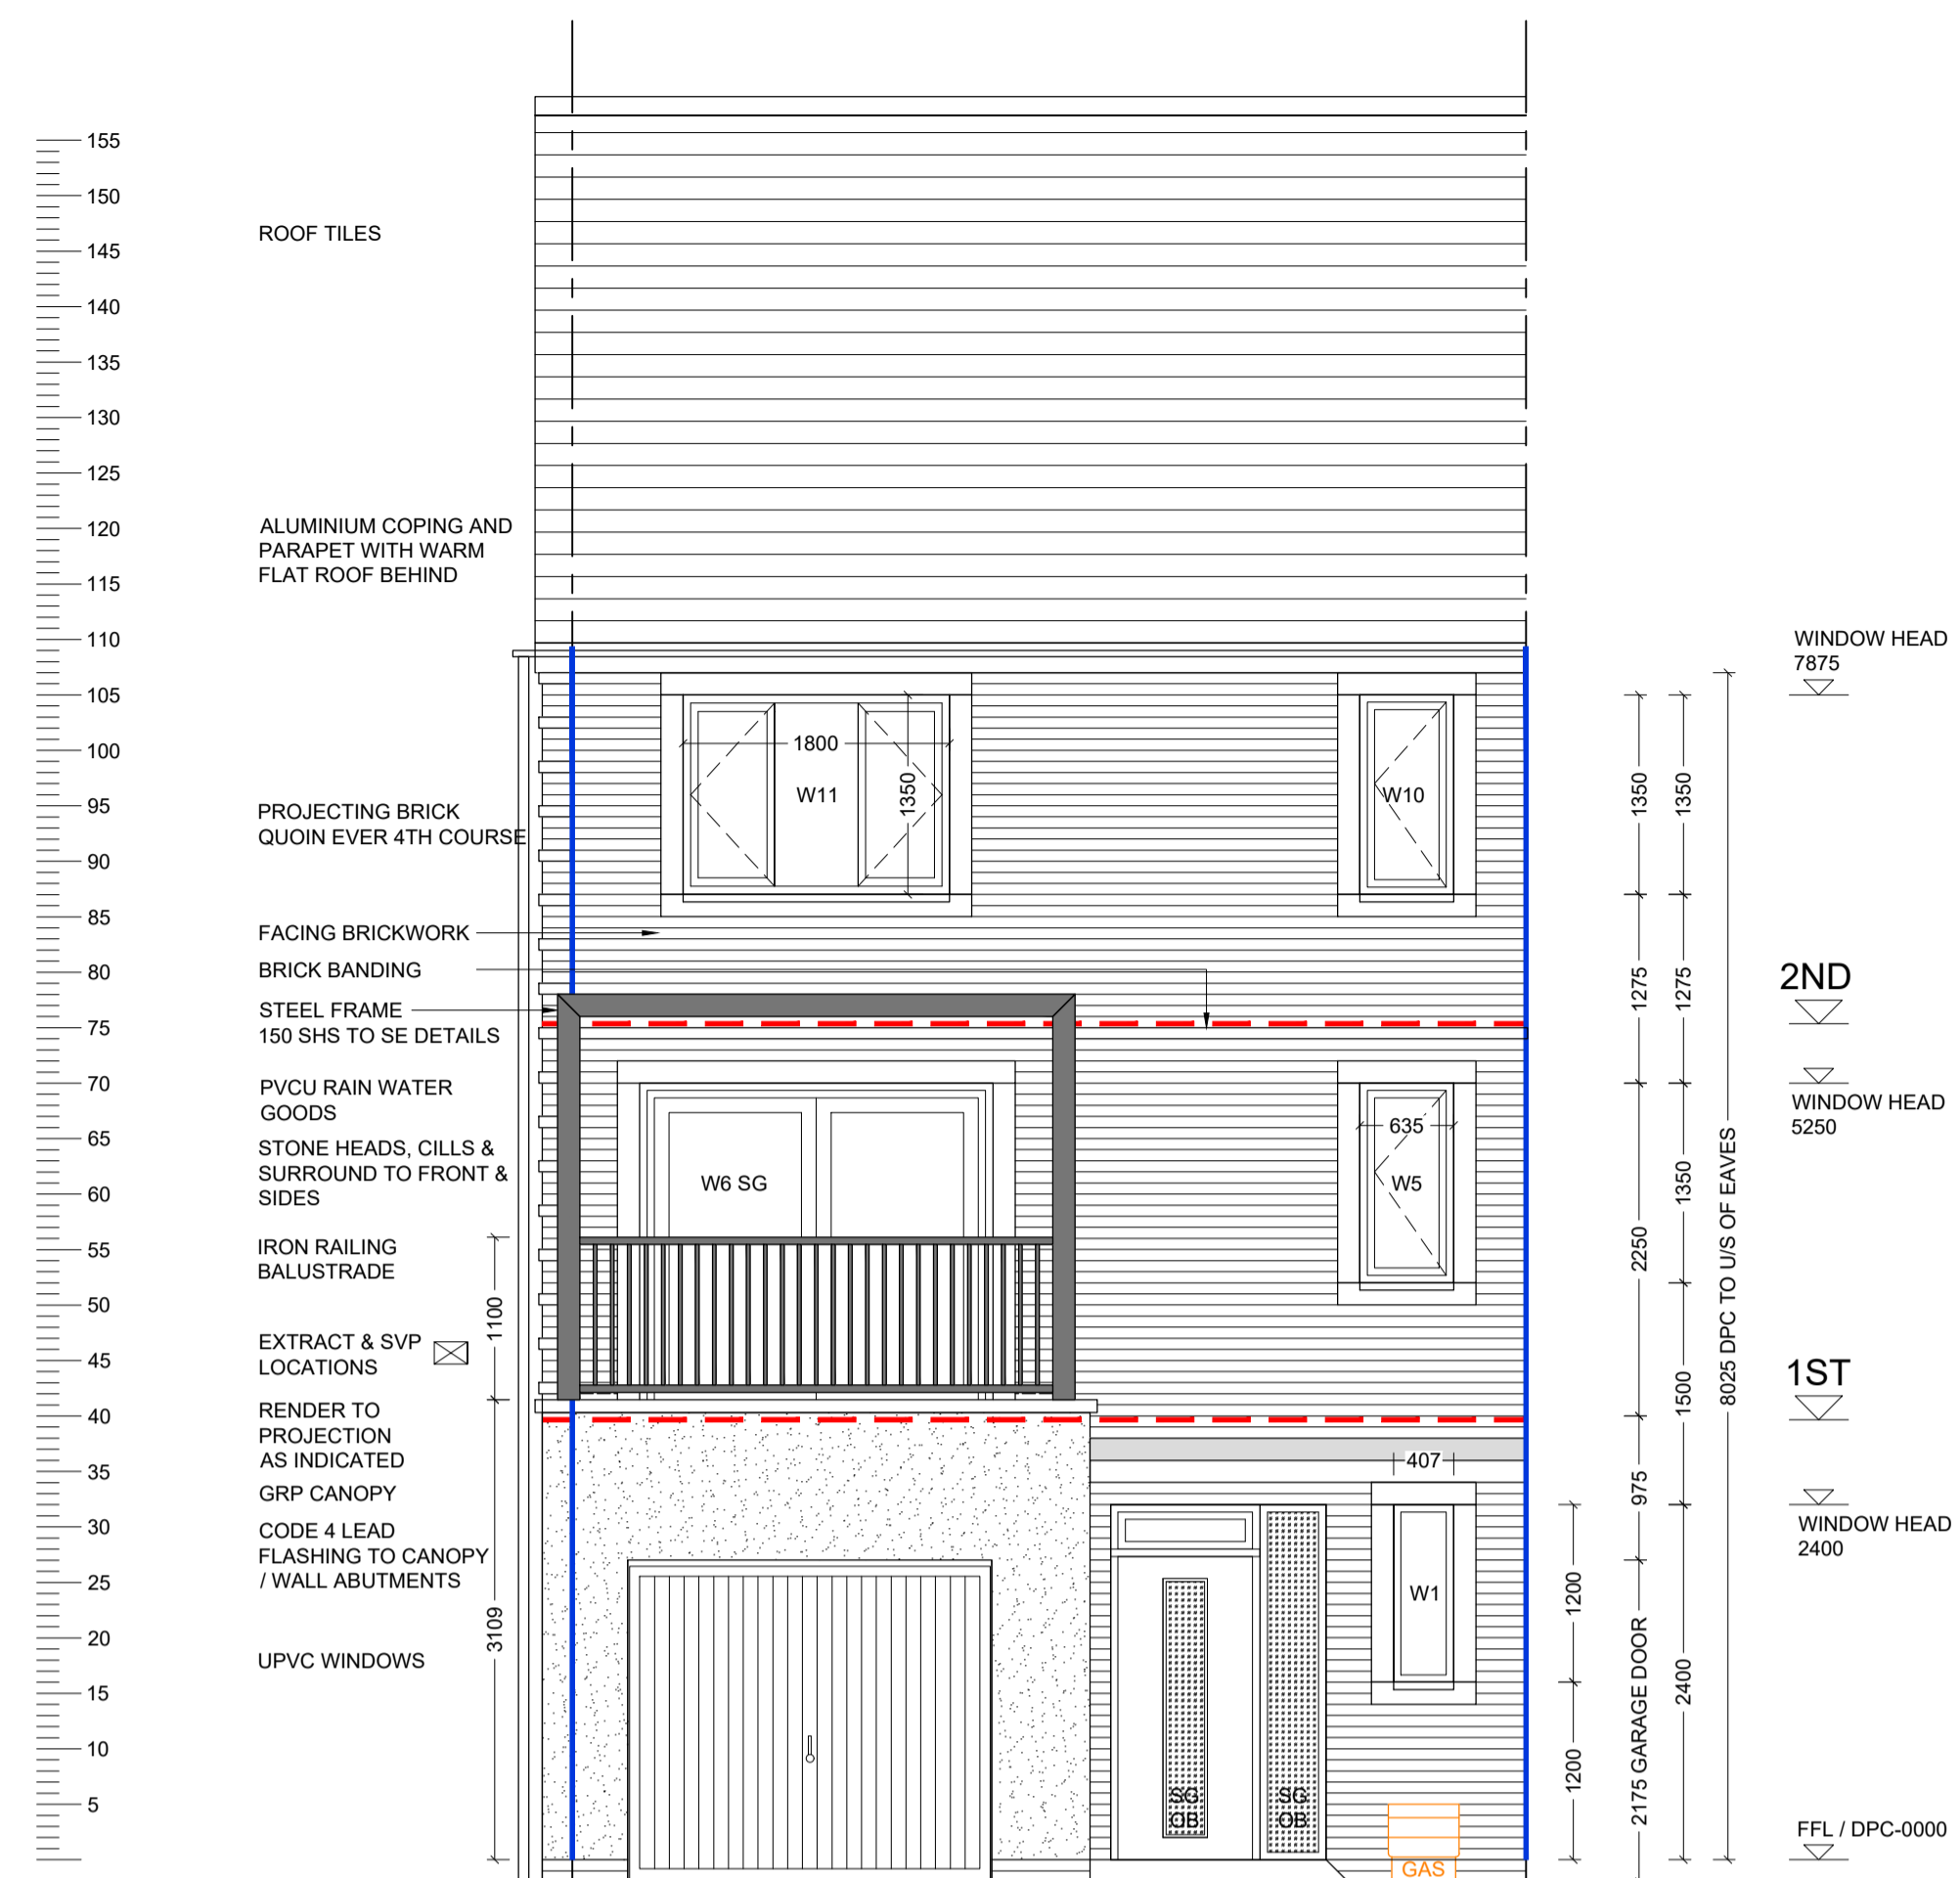 155
150
145
140
135
130
125
120
115
110
105
100
95
90
85
80
75
70
65
60
55
50
45
40
35
30
25
20
15
10
5
ROOF TILES
ALUMINIUM COPING AND
PARAPET WITH WARM
FLAT ROOF BEHIND
PROJECTING BRICK
QUOIN EVER 4TH COURSE
FACING BRICKWORK
BRICK BANDING
STEEL FRAME
150 SHS TO SE DETAILS
PVCU RAIN WATER
GOODS
STONE HEADS, CILLS &
SURROUND TO FRONT &
SIDES
IRON RAILING
BALUSTRADE
EXTRACT & SVP
LOCATIONS
RENDER TO
PROJECTION
AS INDICATED
GRP CANOPY
CODE 4 LEAD
FLASHING TO CANOPY
/ WALL ABUTMENTS
UPVC WINDOWS
1100
3109
1800
1350
W11
W10
W6 SG
635
W5
407
W1
SG
OB
SG
OB
GAS
1200
1200
1350
1275
2250
975
2175 GARAGE DOOR
1350
1275
1350
1500
2400
8025 DPC TO U/S OF EAVES
WINDOW HEAD
7875
2ND
WINDOW HEAD
5250
1ST
WINDOW HEAD
2400
FFL / DPC-0000